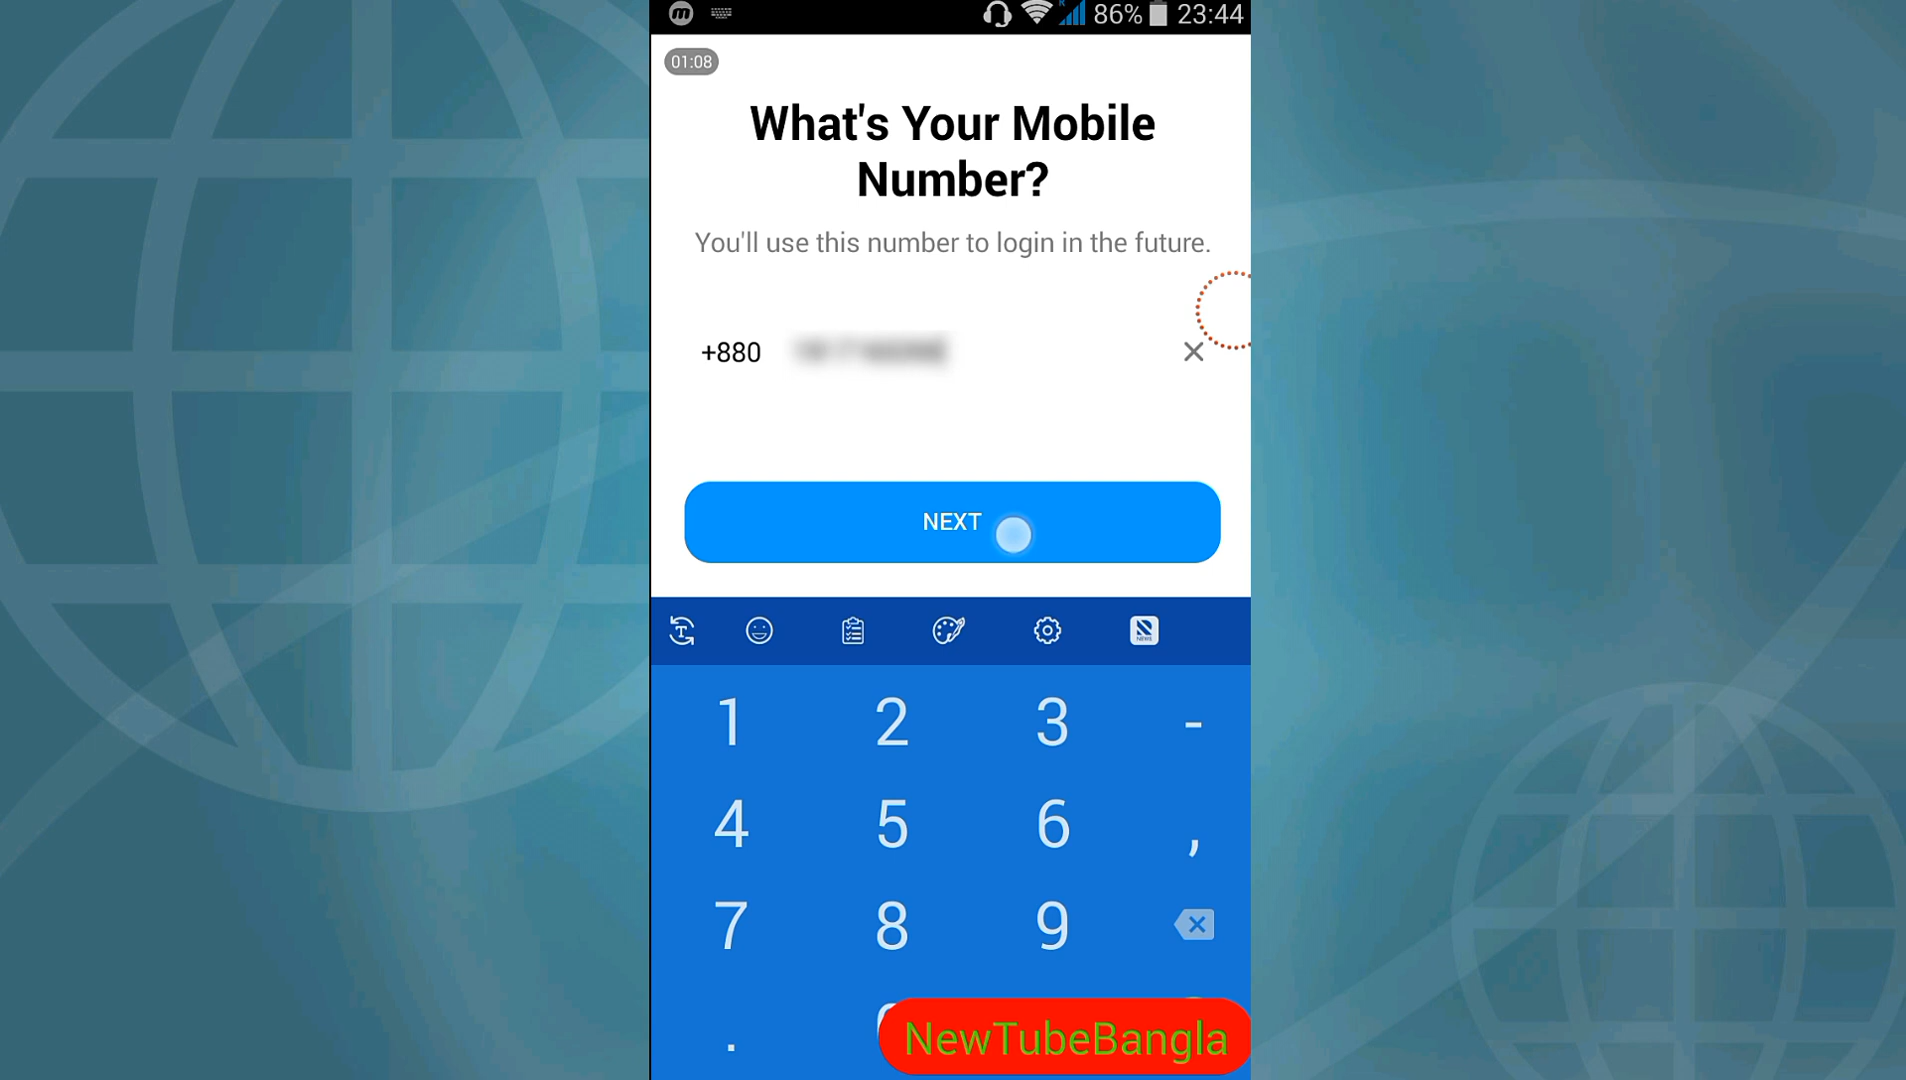 86% 23:44
01:08
What's Your Mobile
Number?
You'll use this number to login in the future.
+880
NEXT
NEWS
1 2 3 -
4 5 6 ,
7 8 9
.
NewTubeBangla